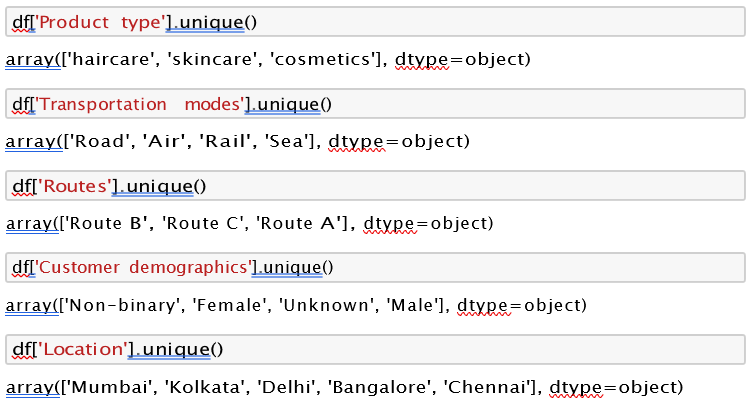 df['Product type'].unique()
array(['haircare', 'skincare', 'cosmetics'], dtype=object)
df['Transportation modes'].unique()
array(['Road', 'Air', 'Rail', 'Sea'], dtype=object)
df['Routes'].unique()
array(['Route B', 'Route C', 'Route A'], dtype=object)
df['Customer demographics'].unique()
array(['Non-binary', 'Female', 'Unknown', 'Male'], dtype=object)
df['Location'].unique()
array(['Mumbai', 'Kolkata', 'Delhi', 'Bangalore', 'Chennai'], dtype=object)